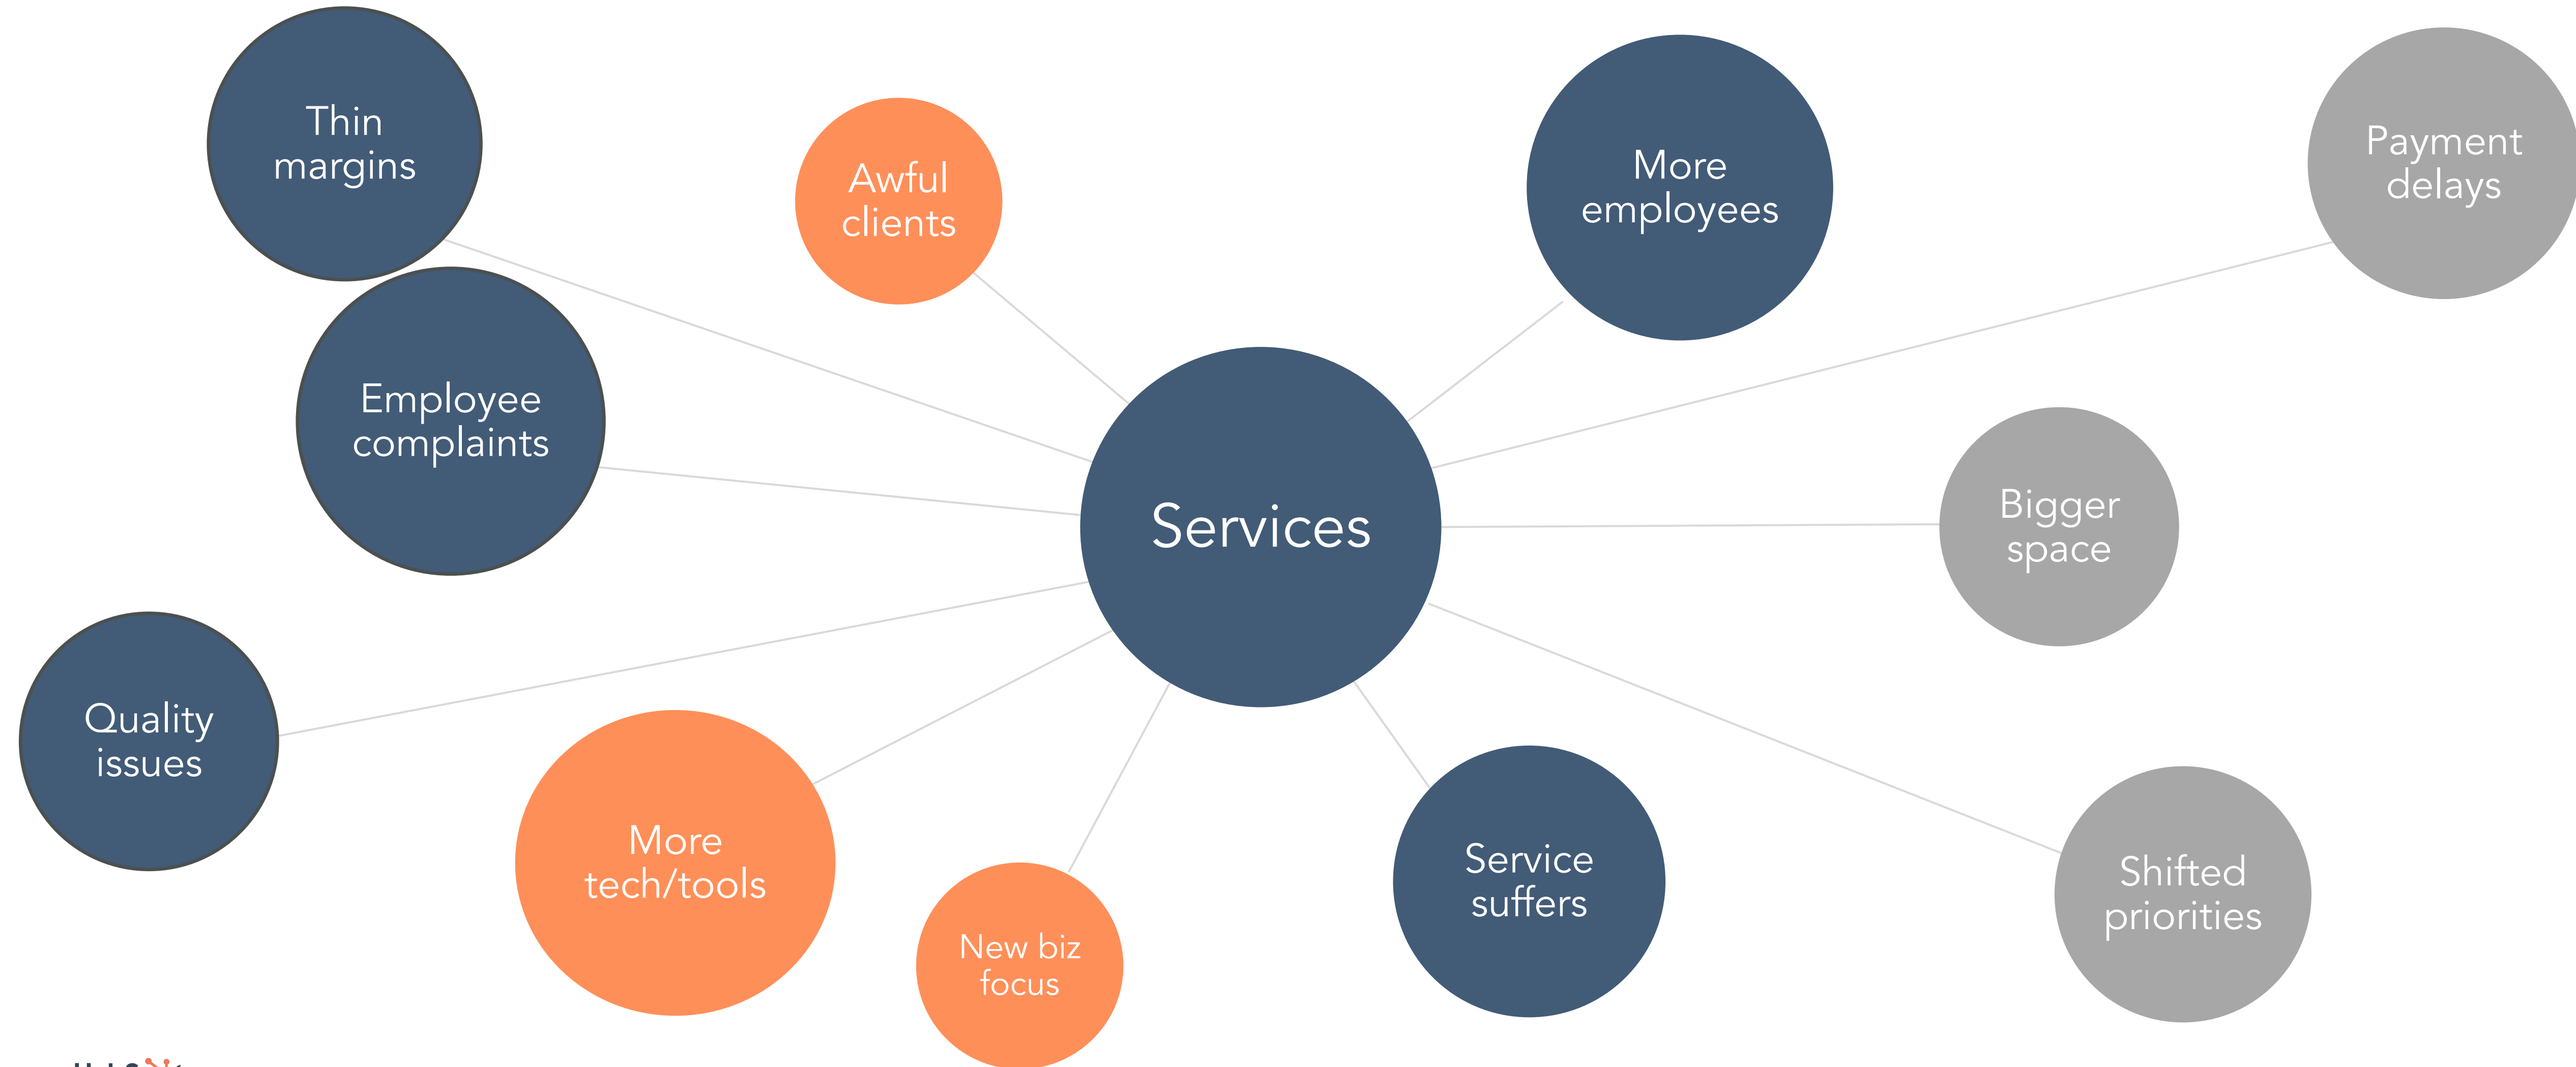 Thin
margins
Awful
clients
More
employees
Payment
delays
Employee
complaints
Services
Bigger
space
Quality
issues
More
tech/tools
New biz
focus
Service
suffers
Shifted
priorities